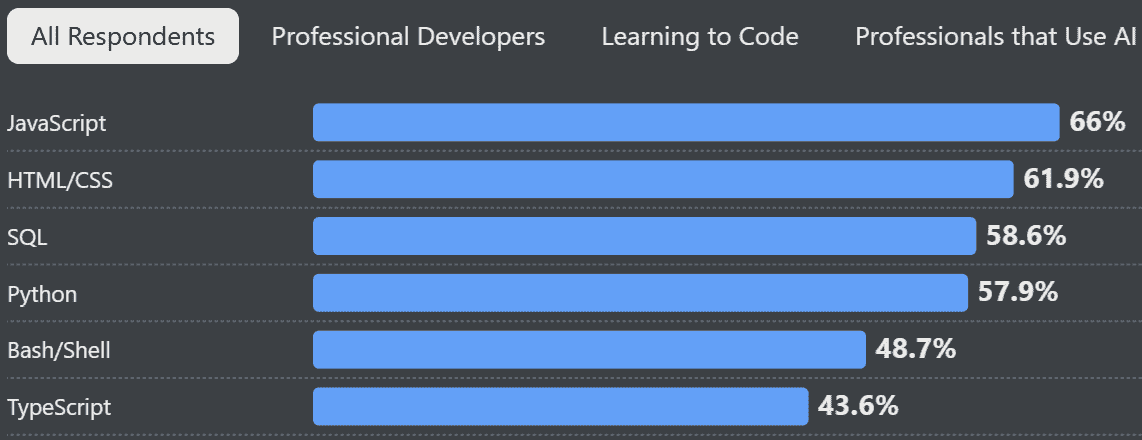 All Respondents Professional Developers Learning to Code Professionals that Use AI
JavaScript 66%
HTML/CSS 61.9%
SQL 58.6%
Python 57.9%
Bash/Shell 48.7%
TypeScript 43.6%